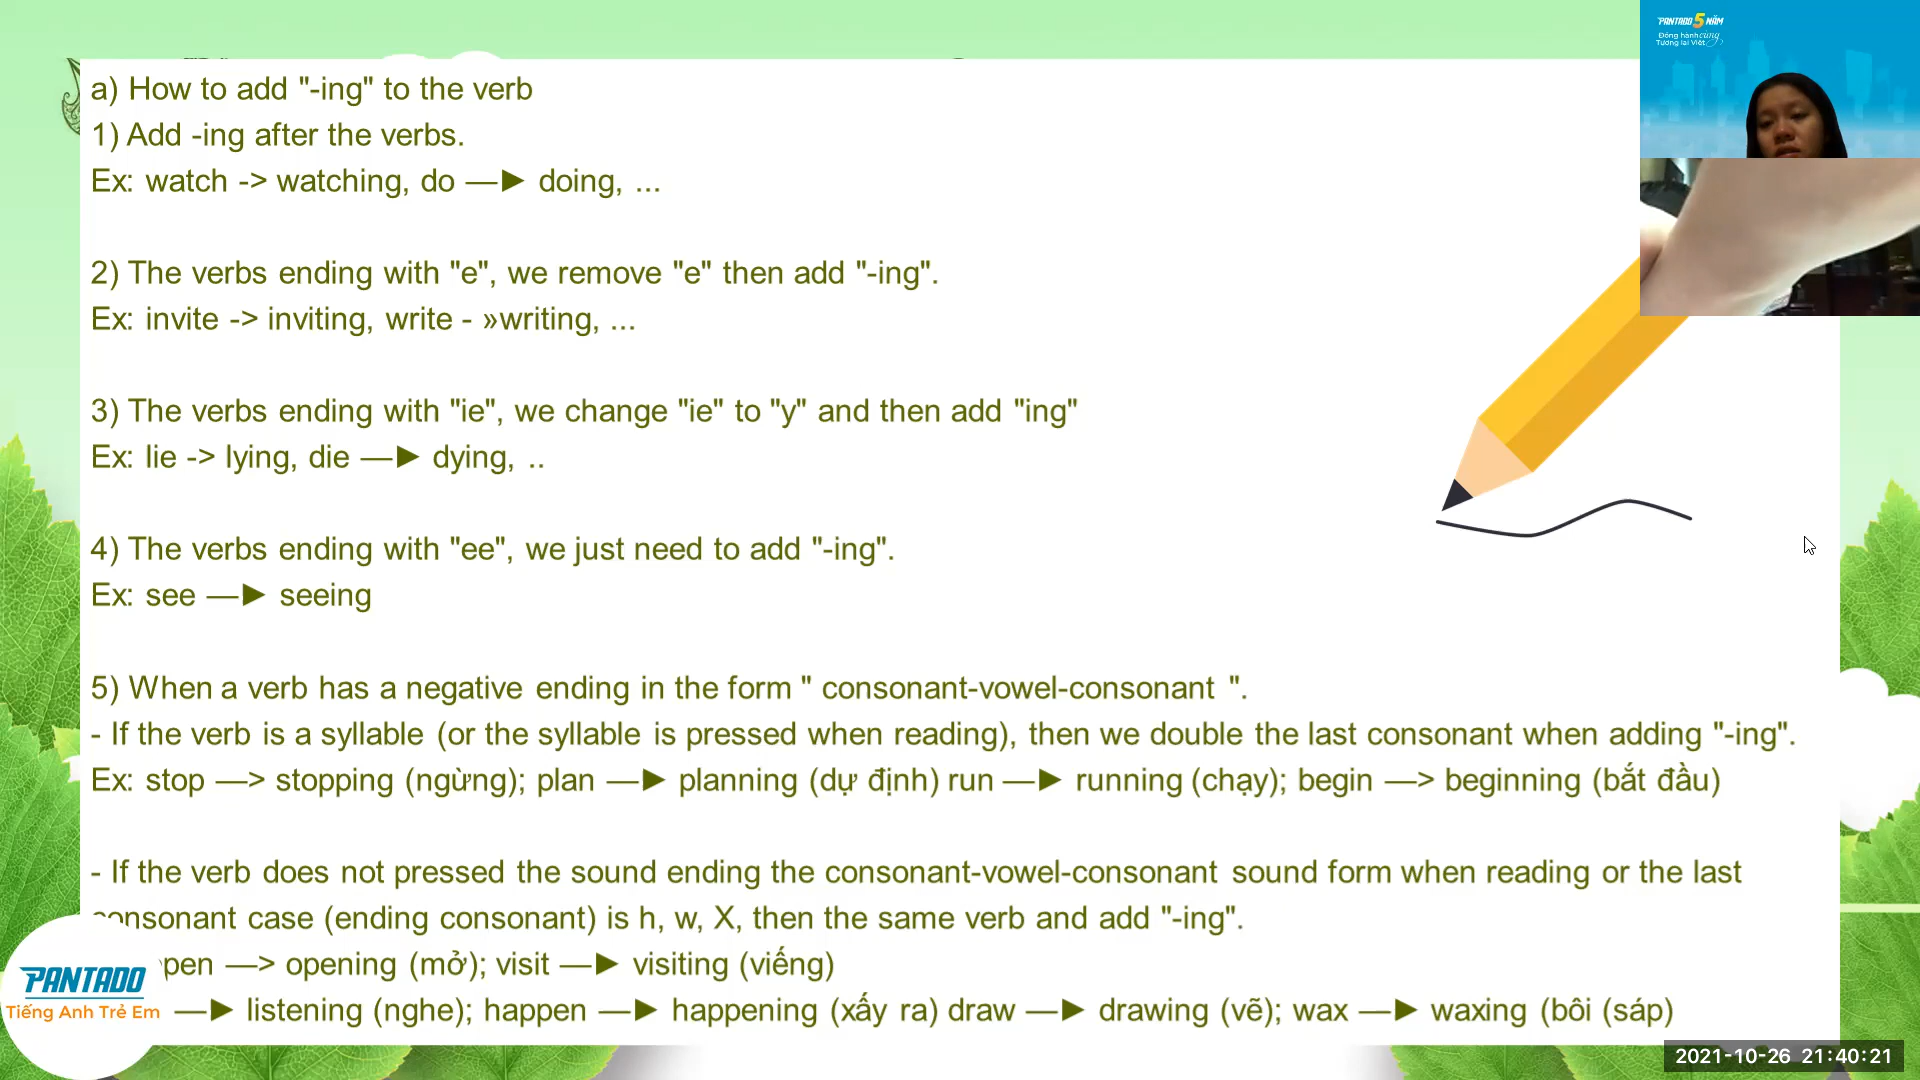 PANTADO 5 NĂM
Đồng hành cùng
Tương lai Việt
a) How to add "-ing" to the verb
1) Add -ing after the verbs.
Ex: watch -> watching, do —► doing, ...
2) The verbs ending with "e", we remove "e" then add "-ing".
Ex: invite -> inviting, write - »writing, ...
3) The verbs ending with "ie", we change "ie" to "y" and then add "ing"
Ex: lie -> lying, die —► dying, ..
4) The verbs ending with "ee", we just need to add "-ing".
Ex: see —► seeing
5) When a verb has a negative ending in the form " consonant-vowel-consonant ".
- If the verb is a syllable (or the syllable is pressed when reading), then we double the last consonant when adding "-ing".
Ex: stop —> stopping (ngừng); plan —► planning (dự định) run —► running (chạy); begin —> beginning (bắt đầu)
- If the verb does not pressed the sound ending the consonant-vowel-consonant sound form when reading or the last
consonant case (ending consonant) is h, w, X, then the same verb and add "-ing".
pen —> opening (mở); visit —► visiting (viếng)
—► listening (nghe); happen —► happening (xẩy ra) draw —► drawing (vẽ); wax —► waxing (bôi (sáp)
PANTADO
Tiếng Anh Trẻ Em
2021-10-26 21:40:21